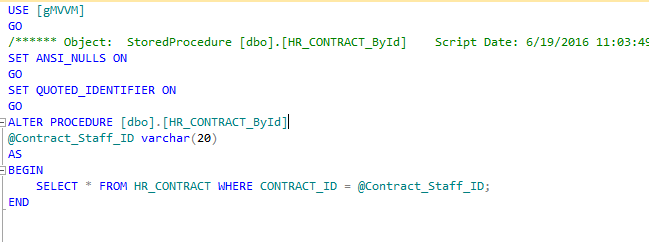 USE [gMVVM]
GO
/****** Object:  StoredProcedure [dbo].[HR_CONTRACT_ById]    Script Date: 6/19/2016 11:03:49
SET ANSI_NULLS ON
GO
SET QUOTED_IDENTIFIER ON
GO
ALTER PROCEDURE [dbo].[HR_CONTRACT_ById]
@Contract_Staff_ID varchar(20)
AS
BEGIN
    SELECT * FROM HR_CONTRACT WHERE CONTRACT_ID = @Contract_Staff_ID;
END